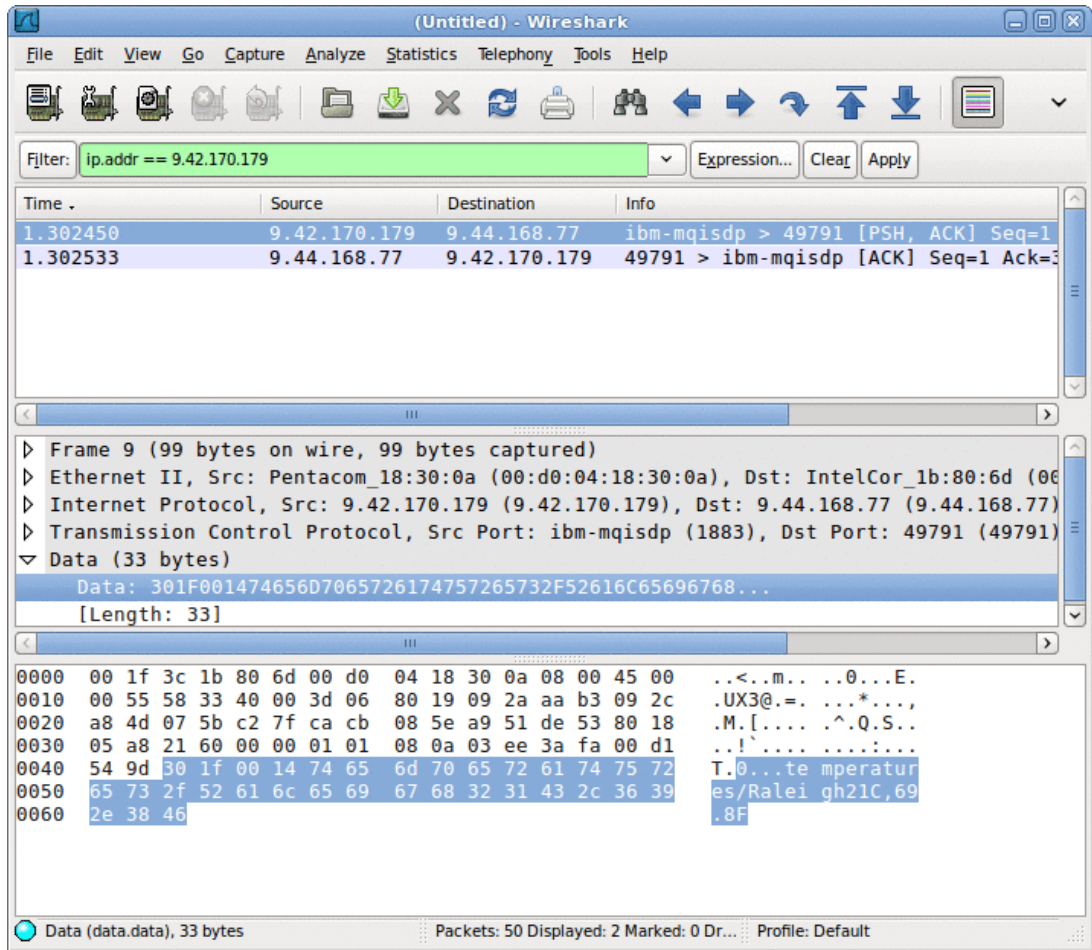 (Untitled) - Wireshark
File Edit View Go Capture Analyze Statistics Telephony Tools Help
Filter: ip.addr == 9.42.170.179 Expression... Clear Apply
Time Source Destination Info
1.302450 9.42.170.179 9.44.168.77 ibm-mqisdp > 49791 [PSH, ACK] Seq=1
1.302533 9.44.168.77 9.42.170.179 49791 > ibm-mqisdp [ACK] Seq=1 Ack=3
Frame 9 (99 bytes on wire, 99 bytes captured)
Ethernet II, Src: Pentacom_18:30:0a (00:d0:04:18:30:0a), Dst: IntelCor_1b:80:6d (00
Internet Protocol, Src: 9.42.170.179 (9.42.170.179), Dst: 9.44.168.77 (9.44.168.77)
Transmission Control Protocol, Src Port: ibm-mqisdp (1883), Dst Port: 49791 (49791)
Data (33 bytes)
Data: 301F001474656D7065726174757265732F52616C65696768...
[Length: 33]
0000 00 1f 3c 1b 80 6d 00 d0 04 18 30 0a 08 00 45 00 ..<..m.. ..0...E.
0010 00 55 58 33 40 00 3d 06 80 19 09 2a aa b3 09 2c .UX3@.=. ...*...,
0020 a8 4d 07 5b c2 7f ca cb 08 5e a9 51 de 53 80 18 .M.[.... .^.Q.S..
0030 05 a8 21 60 00 00 01 01 08 0a 03 ee 3a fa 00 d1 ..!`.... ....:...
0040 54 9d 30 1f 00 14 74 65 6d 70 65 72 61 74 75 72 T.0...te mperatur
0050 65 73 2f 52 61 6c 65 69 67 68 32 31 43 2c 36 39 es/Ralei gh21C,69
0060 2e 38 46 .8F
Data (data.data), 33 bytes Packets: 50 Displayed: 2 Marked: 0 Dr... Profile: Default